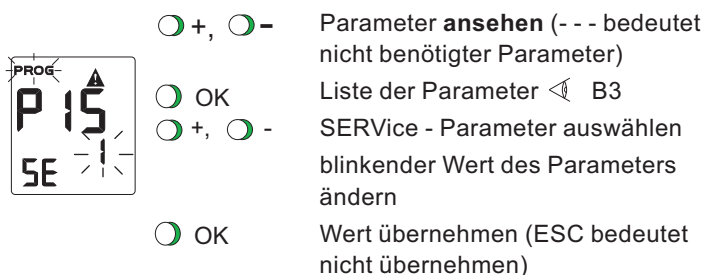 +, - Parameter ansehen (- - - bedeutet
nicht benötigter Parameter)
OK Liste der Parameter B3
+, - SERVice - Parameter auswählen
blinkender Wert des Parameters
ändern
OK Wert übernehmen (ESC bedeutet
nicht übernehmen)
PROG
P15
SE 1